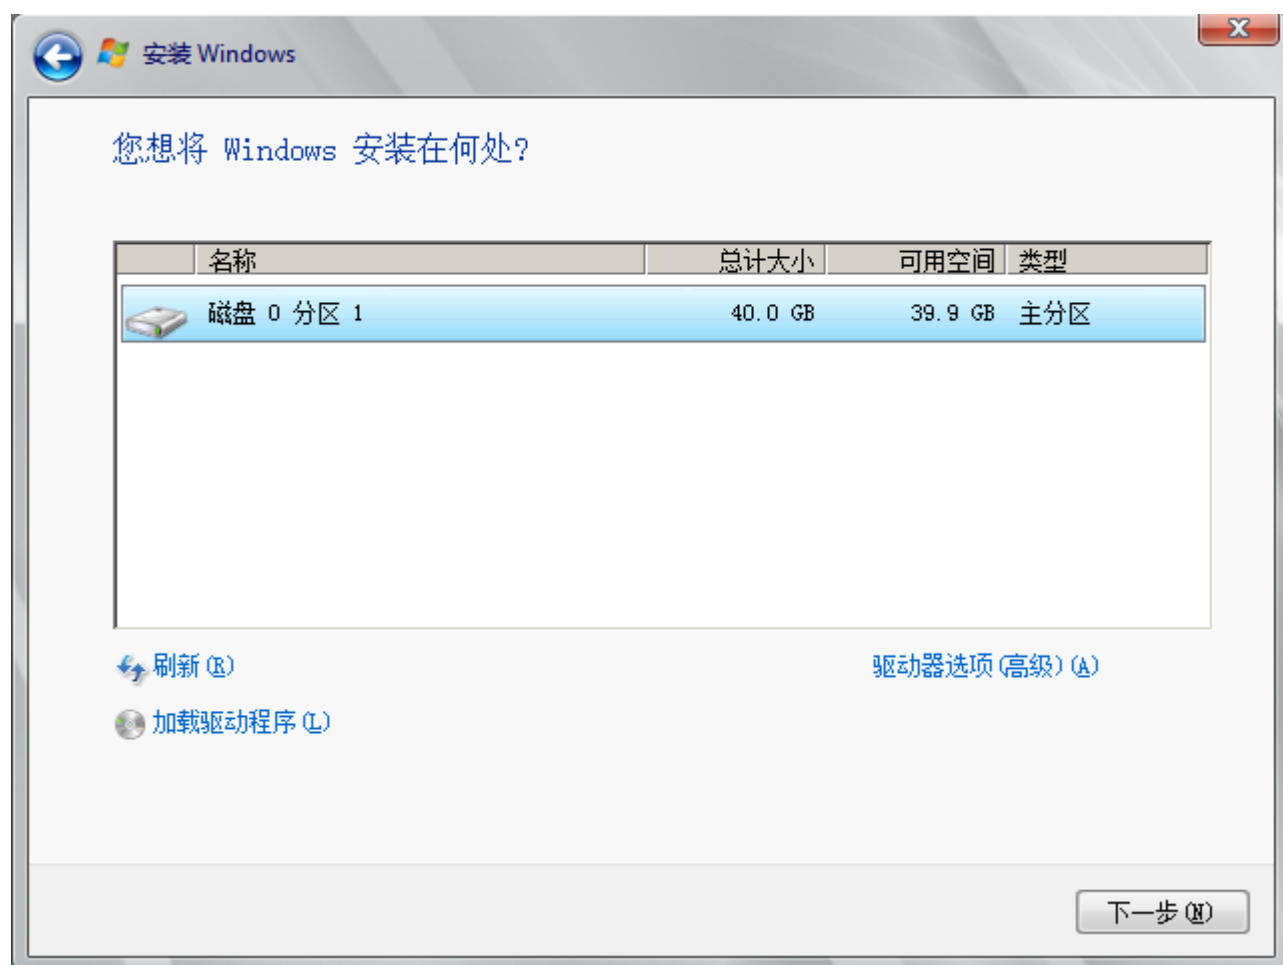 安装 Windows
您想将 Windows 安装在何处?
名称 总计大小 可用空间 类型
磁盘 0 分区 1 40.0 GB 39.9 GB 主分区
刷新(R) 驱动器选项(高级)(A)
加载驱动程序(L)
下一步(N)